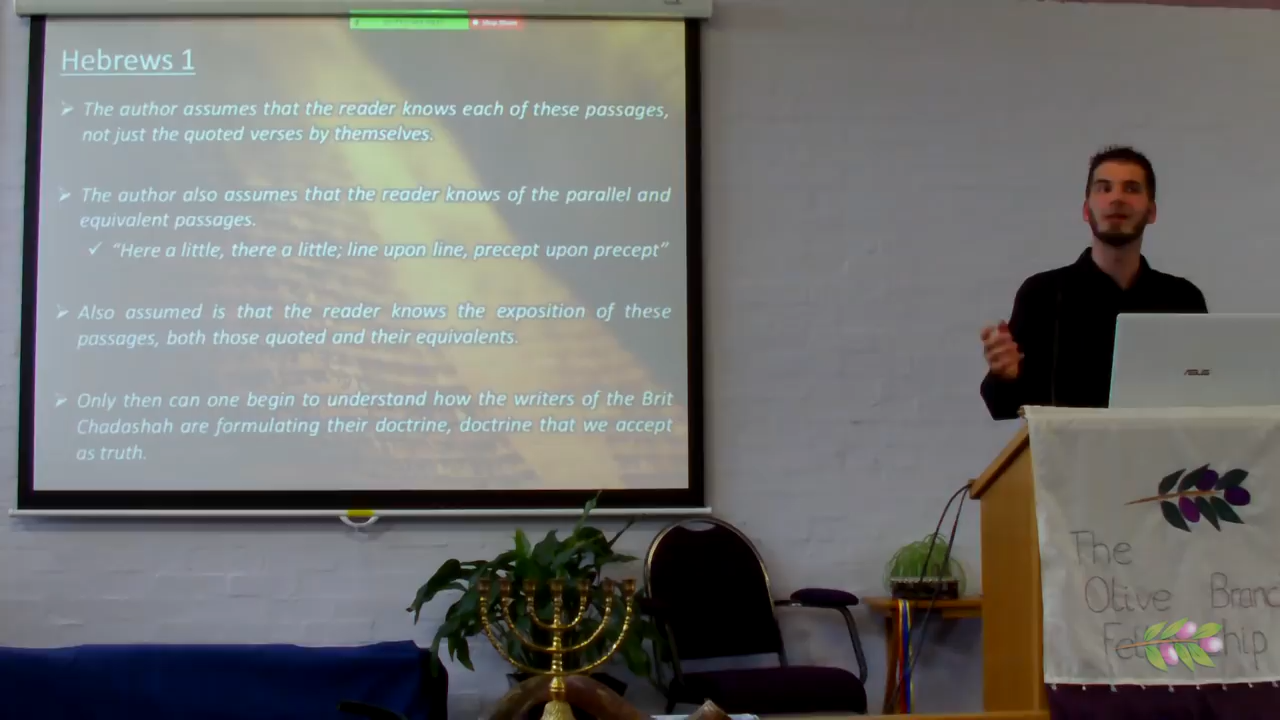 Stop Share
Hebrews 1
The author assumes that the reader knows each of these passages,
not just the quoted verses by themselves.
The author also assumes that the reader knows of the parallel and
equivalent passages.
“Here a little, there a little; line upon line, precept upon precept”
Also assumed is that the reader knows the exposition of these
passages, both those quoted and their equivalents.
Only then can one begin to understand how the writers of the Brit
Chadashah are formulating their doctrine, doctrine that we accept
as truth.
ASUS
The
Olive Branc